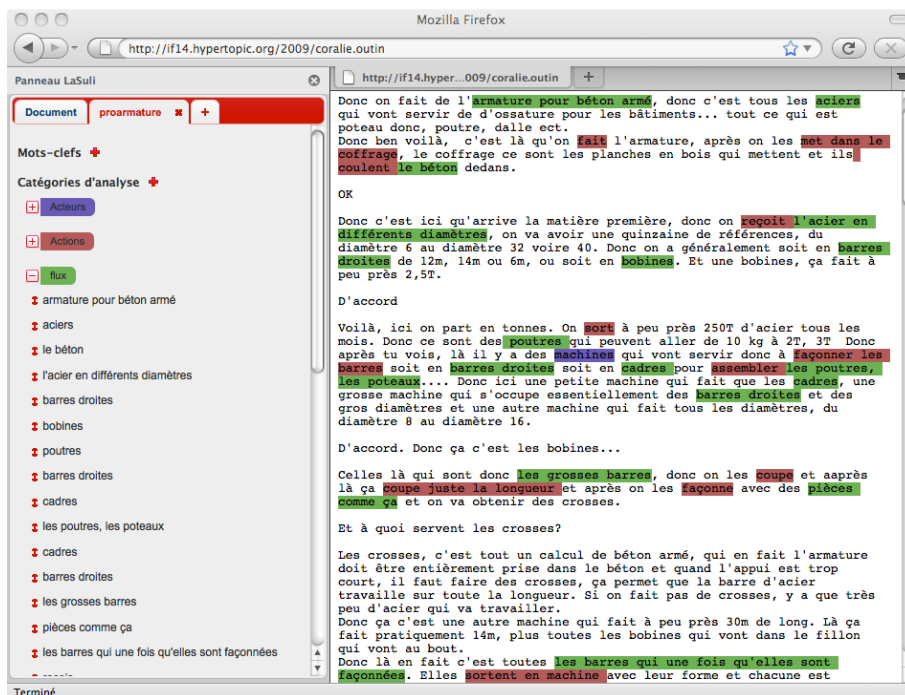 Mozilla Firefox
http://if14.hypertopic.org/2009/coralie.outin
Panneau LaSuli
http://if14.hyper...009/coralie.outin
Document
proarmature
Mots-clefs
Catégories d'analyse
Acteurs
Actions
flux
armature pour béton armé
aciers
le béton
l'acier en différents diamètres
barres droites
bobines
poutres
barres droites
cadres
les poutres, les poteaux
cadres
barres droites
les grosses barres
pièces comme ça
les barres qui une fois qu'elles sont façonnées
Donc on fait de l'armature pour béton armé, donc c'est tous les aciers
qui vont servir de d'ossature pour les bâtiments... tout ce qui est
poteau donc, poutre, dalle ect.
Donc ben voilà,  c'est là qu'on fait l'armature, après on les met dans le
coffrage, le coffrage ce sont les planches en bois qui mettent et ils
coulent le béton dedans.
OK
Donc c'est ici qu'arrive la matière première, donc on reçoit l'acier en
différents diamètres, on va avoir une quinzaine de références, du
diamètre 6 au diamètre 32 voire 40. Donc on a généralement soit en barres
droites de 12m, 14m ou 6m, ou soit en bobines. Et une bobines, ça fait à
peu près 2,5T.
D'accord
Voilà, ici on part en tonnes. On sort à peu près 250T d'acier tous les
mois. Donc ce sont des poutres qui peuvent aller de 10 kg à 2T, 3T  Donc
après tu vois, là il y a des machines qui vont servir donc à façonner les
barres soit en barres droites soit en cadres pour assembler les poutres,
les poteaux.... Donc ici une petite machine qui fait que les cadres, une
grosse machine qui s'occupe essentiellement des barres droites et des
gros diamètres et une autre machine qui fait tous les diamètres, du
diamètre 8 au diamètre 16.
D'accord. Donc ça c'est les bobines...
Celles là qui sont donc les grosses barres, donc on les coupe et aaprès
là ça coupe juste la longueur et après on les façonne avec des pièces
comme ça et on va obtenir des crosses.
Et à quoi servent les crosses?
Les crosses, c'est tout un calcul de béton armé, qui en fait l'armature
doit être entièrement prise dans le béton et quand l'appui est trop
court, il faut faire des crosses, ça permet que la barre d'acier
travaille sur toute la longueur. Si on fait pas de crosses, y a que très
peu d'acier qui va travailler.
Donc ça c'est une autre machine qui fait à peu près 30m de long. Là ça
fait pratiquement 14m, plus toutes les bobines qui vont dans le fillon
qui vont au bout.
Donc là en fait c'est toutes les barres qui une fois qu'elles sont
façonnées. Elles sortent en machine avec leur forme et chacune est
Terminé